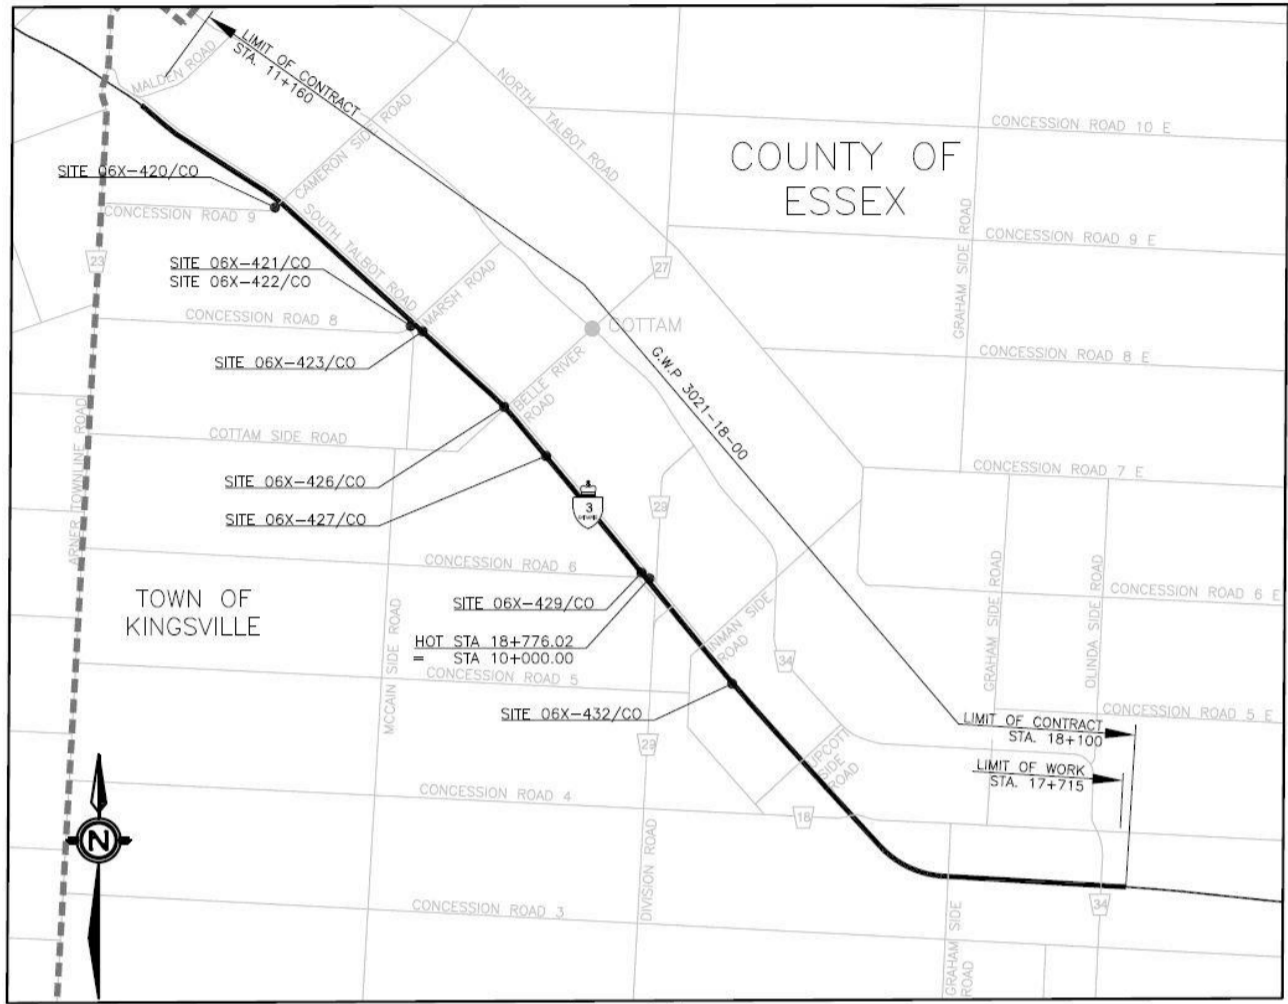 LIMIT OF CONTRACT
STA. 11+160
MALDEN ROAD
NORTH TALBOT ROAD
CONCESSION ROAD 10 E
COUNTY OF
ESSEX
CAMERON SIDE ROAD
SITE 06X-420/CO
CONCESSION ROAD 9
SOUTH TALBOT ROAD
GRAHAM SIDE ROAD
CONCESSION ROAD 9 E
23
SITE 06X-421/CO
SITE 06X-422/CO
MARSH ROAD
27
CONCESSION ROAD 8
COTTAM
SITE 06X-423/CO
G.W.P 3021-18-00
CONCESSION ROAD 8 E
BELLE RIVER
ROAD
ARNER TOWNLINE ROAD
COTTAM SIDE ROAD
CONCESSION ROAD 7 E
SITE 06X-426/CO
SITE 06X-427/CO
3
CONCESSION ROAD 6
CONCESSION ROAD 6 E
TOWN OF
KINGSVILLE
SITE 06X-429/CO
MCCAIN SIDE ROAD
HOT STA 18+776.02
= STA 10+000.00
INMAN SIDE
ROAD
GRAHAM SIDE ROAD
OLINDA SIDE ROAD
34
CONCESSION ROAD 5
SITE 06X-432/CO
CONCESSION ROAD 5 E
LIMIT OF CONTRACT
STA. 18+100
29
UPCOTT
SIDE
ROAD
LIMIT OF WORK
STA. 17+715
CONCESSION ROAD 4
18
N
DIVISION ROAD
CONCESSION ROAD 3
34
GRAHAM SIDE
ROAD